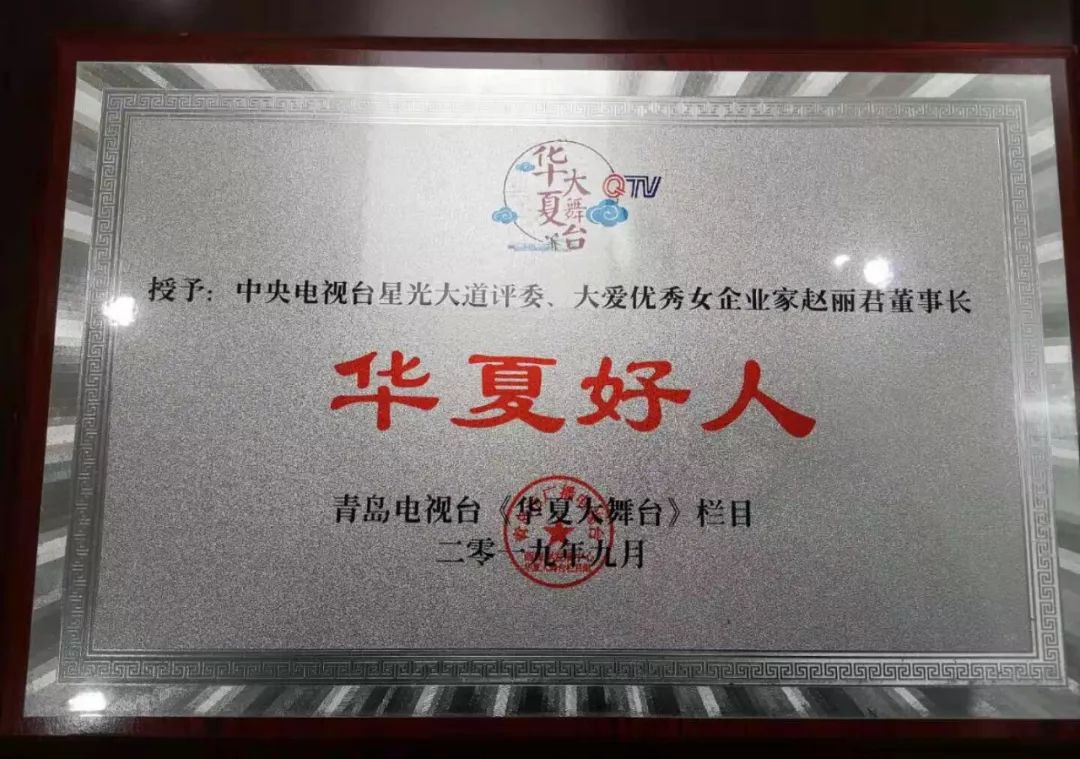 华夏大舞台
QTV
授予：中央电视台星光大道评委、大爱优秀女企业家赵丽君董事长
华夏好人
青岛电视台《华夏大舞台》栏目
二零一九年九月